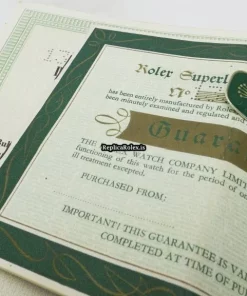 Rolex Superl
No
has been entirely manufactured by Rolex
been minutely examined and regulated and
ReplicaRolex.is
Guara
THE WATCH COMPANY LIMI
functioning of this watch for the period of o
ill treatment excepted.
PURCHASED FROM:
IMPORTANT! THIS GUARANTEE IS VA
COMPLETED AT TIME OF PU